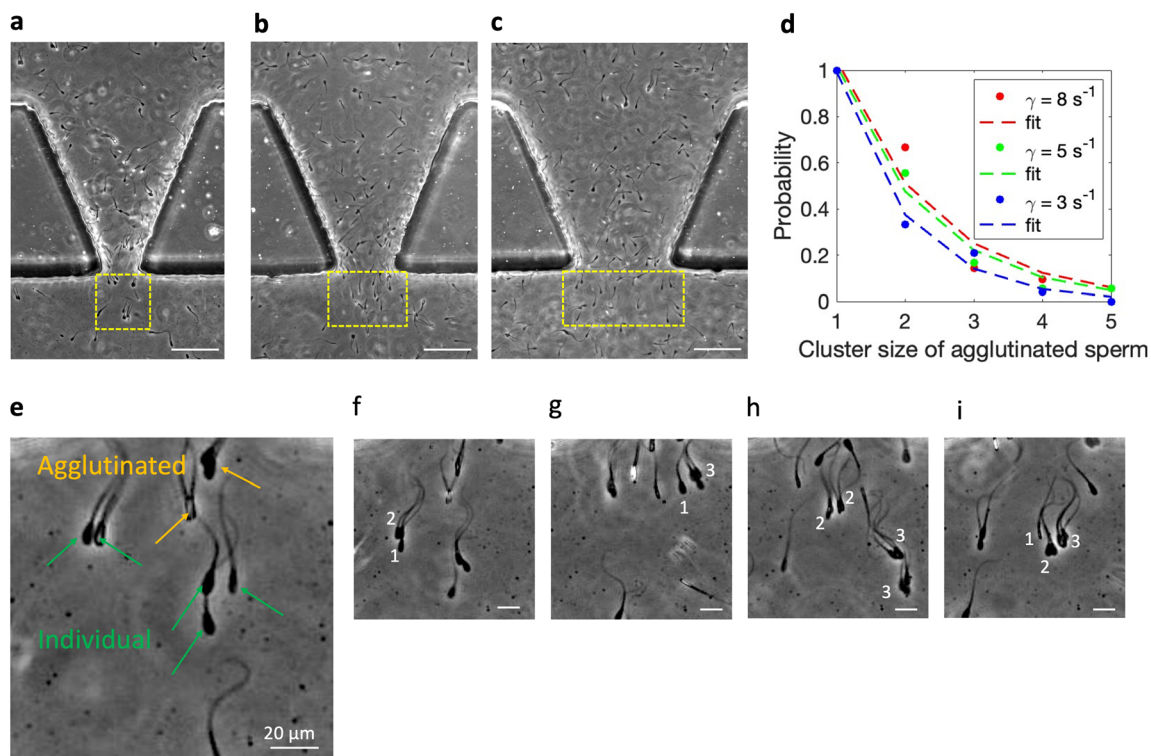 a
b
c
d
1
0.8
0.6
0.4
0.2
0
Probability
γ = 8 s⁻¹
fit
γ = 5 s⁻¹
fit
γ = 3 s⁻¹
fit
1 2 3 4 5
Cluster size of agglutinated sperm
e
Agglutinated
Individual
20 μm
f
2
1
g
3
1
h
2
2
3
3
i
1
3
2